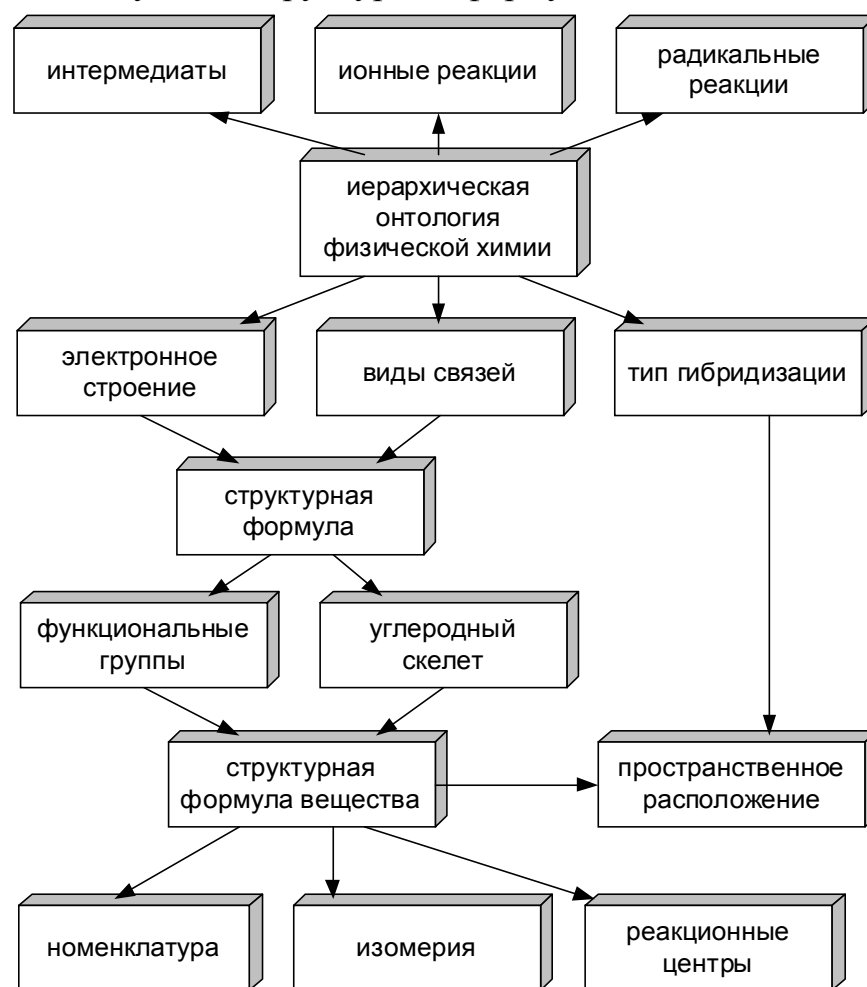 интермедиаты
ионные реакции
радикальные
реакции
иерархическая
онтология
физической химии
электронное
строение
виды связей
тип гибридизации
структурная
формула
функциональные
группы
углеродный
скелет
структурная
формула вещества
пространственное
расположение
номенклатура
изомерия
реакционные
центры